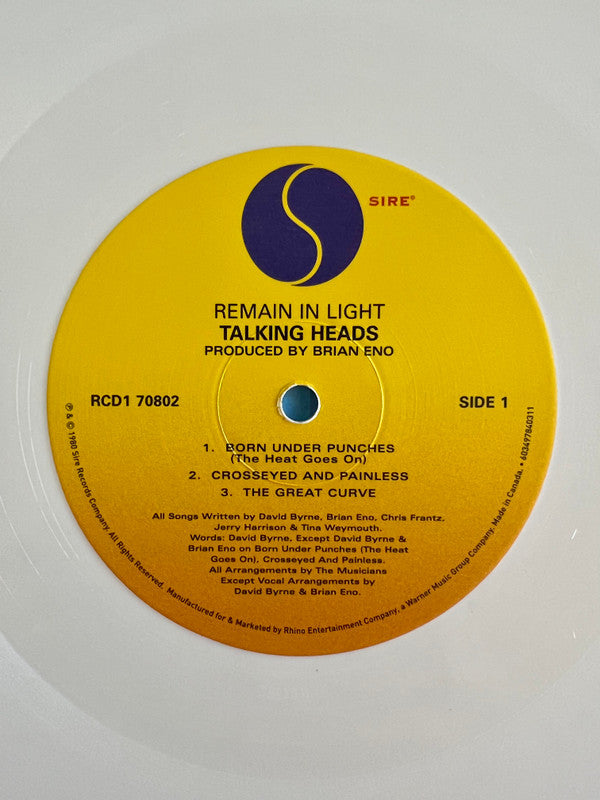 SIRE®
REMAIN IN LIGHT
TALKING HEADS
PRODUCED BY BRIAN ENO
RCD1 70802
SIDE 1
1. BORN UNDER PUNCHES
(The Heat Goes On)
2. CROSSEYED AND PAINLESS
3. THE GREAT CURVE
All Songs Written by David Byrne, Brian Eno, Chris Frantz,
Jerry Harrison & Tina Weymouth.
Words: David Byrne, Except David Byrne &
Brian Eno on Born Under Punches (The Heat
Goes On), Crosseyed And Painless.
All Arrangements by The Musicians
Except Vocal Arrangements by
David Byrne & Brian Eno.
℗ & © 1980 Sire Records Company. All Rights Reserved. Manufactured for & Marketed by Rhino Entertainment Company, a Warner Music Group Company. Made in Canada. • 603497840311